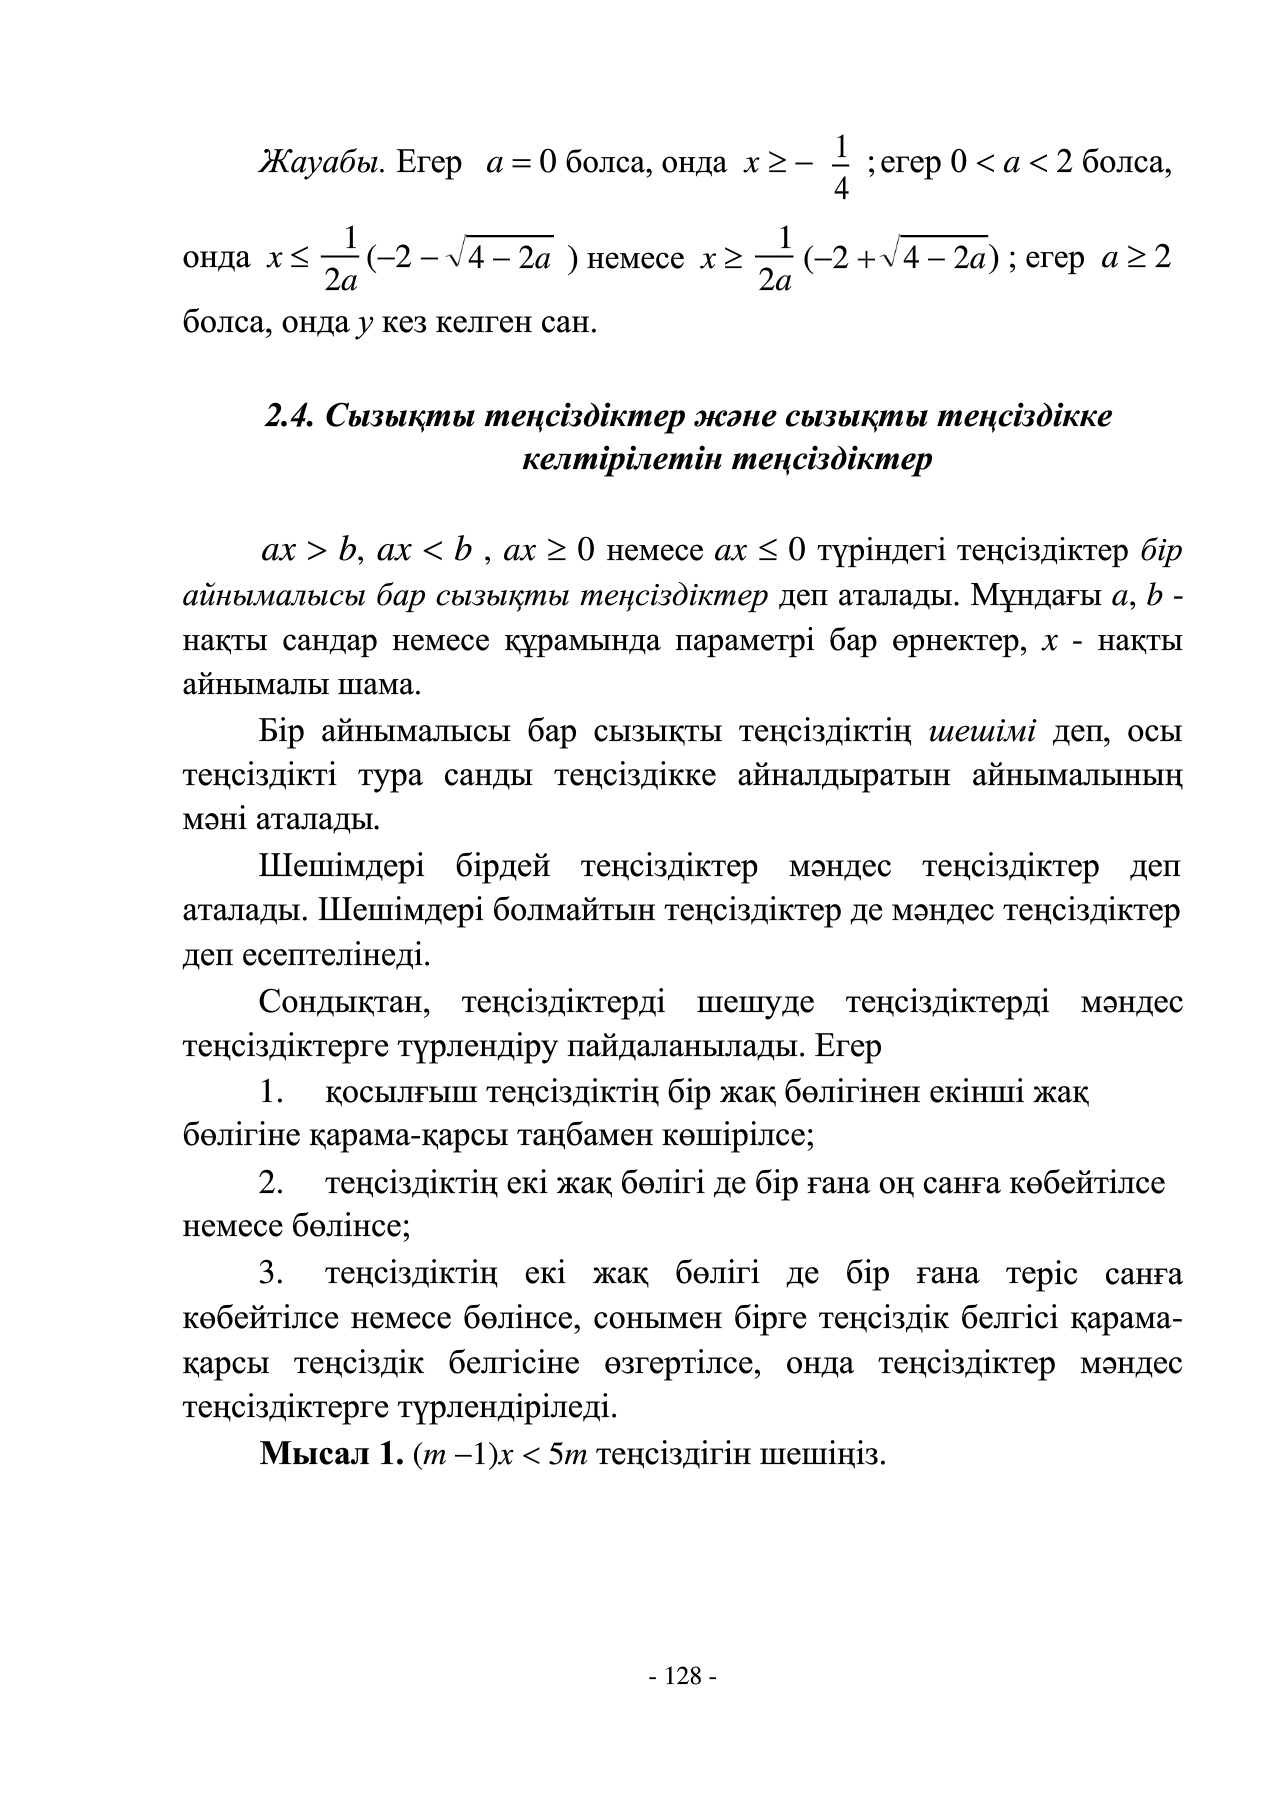 Жауабы. Егер a = 0 болса, онда x ≥ − 1/4 ; егер 0 < a < 2 болса,
онда x ≤ 1/2a (−2 − √4 − 2a ) немесе x ≥ 1/2a (−2 + √4 − 2a) ; егер a ≥ 2
болса, онда y кез келген сан.
2.4. Сызықты теңсіздіктер және сызықты теңсіздікке
келтірілетін теңсіздіктер
ax > b, ax < b , ax ≥ 0 немесе ax ≤ 0 түріндегі теңсіздіктер бір
айнымалысы бар сызықты теңсіздіктер деп аталады. Мұндағы a, b -
нақты сандар немесе құрамында параметрі бар өрнектер, x - нақты
айнымалы шама.
Бір айнымалысы бар сызықты теңсіздіктің шешімі деп, осы
теңсіздікті тура санды теңсіздікке айналдыратын айнымалының
мәні аталады.
Шешімдері бірдей теңсіздіктер мәндес теңсіздіктер деп
аталады. Шешімдері болмайтын теңсіздіктер де мәндес теңсіздіктер
деп есептелінеді.
Сондықтан, теңсіздіктерді шешуде теңсіздіктерді мәндес
теңсіздіктерге түрлендіру пайдаланылады. Егер
1. қосылғыш теңсіздіктің бір жақ бөлігінен екінші жақ
бөлігіне қарама-қарсы таңбамен көшірілсе;
2. теңсіздіктің екі жақ бөлігі де бір ғана оң санға көбейтілсе
немесе бөлінсе;
3. теңсіздіктің екі жақ бөлігі де бір ғана теріс санға
көбейтілсе немесе бөлінсе, сонымен бірге теңсіздік белгісі қарама-
қарсы теңсіздік белгісіне өзгертілсе, онда теңсіздіктер мәндес
теңсіздіктерге түрлендіріледі.
Мысал 1. (m −1)x < 5m теңсіздігін шешіңіз.
- 128 -